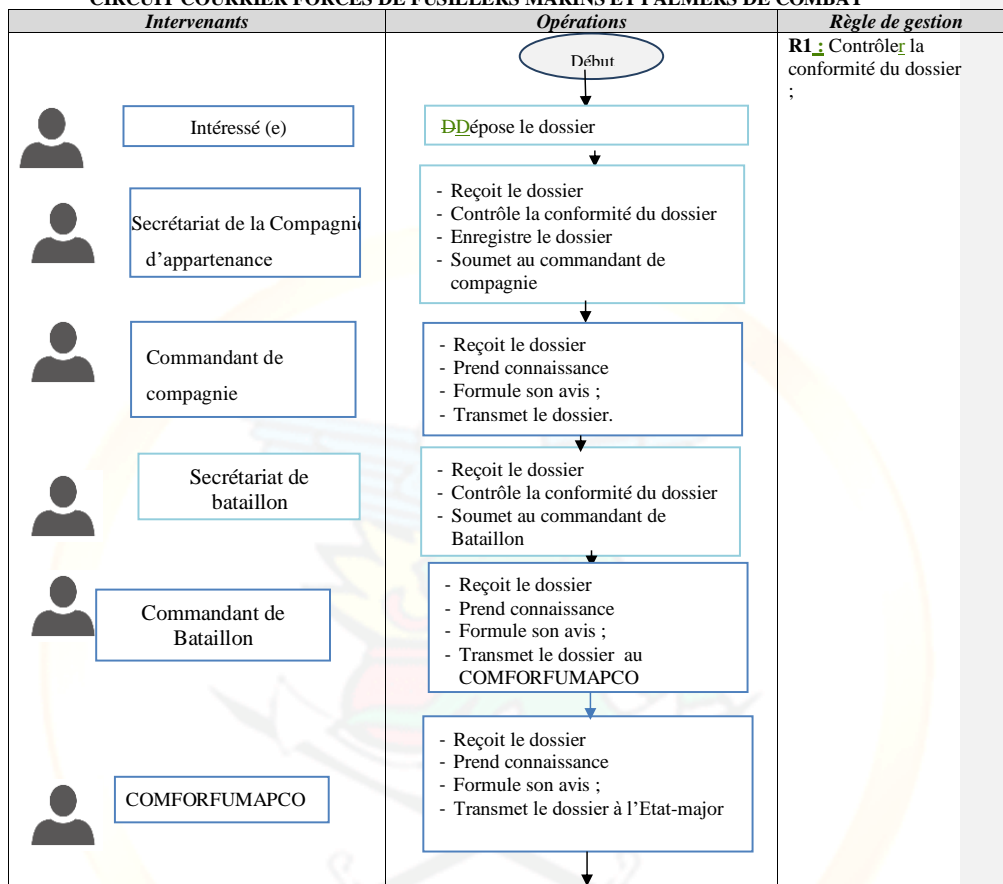 CIRCUIT COURRIER FORCES DE FUSILLERS MARINS ET PALMERS DE COMBAT
Intervenants
Opérations
Règle de gestion
Début
R1 : Contrôler la
conformité du dossier
;
Intéressé (e)
DDépose le dossier
Secrétariat de la Compagnie
d’appartenance
- Reçoit le dossier
- Contrôle la conformité du dossier
- Enregistre le dossier
- Soumet au commandant de
compagnie
Commandant de
compagnie
- Reçoit le dossier
- Prend connaissance
- Formule son avis ;
- Transmet le dossier.
Secrétariat de
bataillon
- Reçoit le dossier
- Contrôle la conformité du dossier
- Soumet au commandant de
Bataillon
Commandant de
Bataillon
- Reçoit le dossier
- Prend connaissance
- Formule son avis ;
- Transmet le dossier au
COMFORFUMAPCO
COMFORFUMAPCO
- Reçoit le dossier
- Prend connaissance
- Formule son avis ;
- Transmet le dossier à l’Etat-major